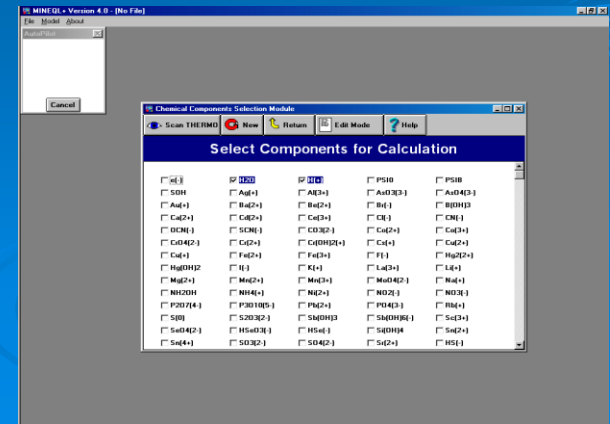 MINEQL+ Version 4.0 - [No File]
File Model About
AutoPilot
Cancel
Chemical Components Selection Module
Scan THERMO New Return Edit Mode Help
Select Components for Calculation
e(-) H2O H(+) PSI0 PSIB
SOH Ag(+) Al(3+) AsO3(3-) AsO4(3-)
Au(+) Ba(2+) Be(2+) Br(-) B(OH)3
Ca(2+) Cd(2+) Ce(3+) Cl(-) CN(-)
OCN(-) SCN(-) CO3(2-) Co(2+) Co(3+)
CrO4(2-) Cr(2+) Cr(OH)2(+) Cs(+) Cu(2+)
Cu(+) Fe(2+) Fe(3+) F(-) Hg2(2+)
Hg(OH)2 I(-) K(+) La(3+) Li(+)
Mg(2+) Mn(2+) Mn(3+) MoO4(2-) Na(+)
NH2OH NH4(+) Ni(2+) NO2(-) NO3(-)
P2O7(4-) P3O10(5-) Pb(2+) PO4(3-) Rb(+)
S(0) S2O3(2-) Sb(OH)3 Sb(OH)6(-) Sc(3+)
SeO4(2-) HSeO3(-) HSe(-) Si(OH)4 Sn(2+)
Sn(4+) SO3(2-) SO4(2-) Sr(2+) HS(-)